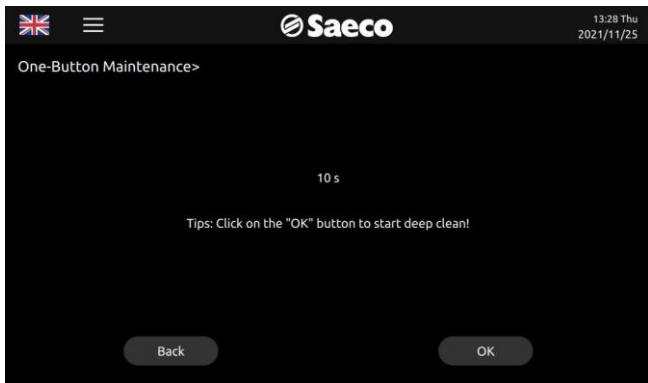 Saeco
13:28 Thu
2021/11/25
One-Button Maintenance>
10 s
Tips: Click on the "OK" button to start deep clean!
Back
OK